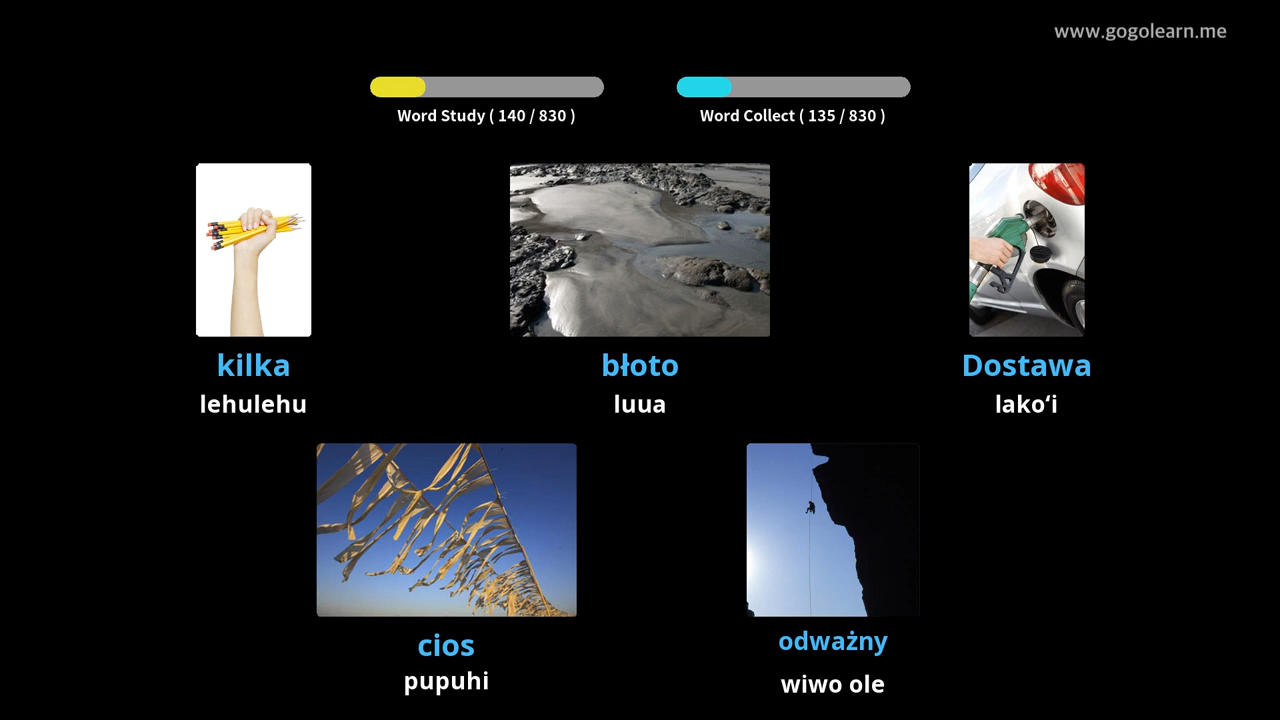 www.gogolearn.me
Word Study ( 140 / 830 )
Word Collect ( 135 / 830 )
kilka
lehulehu
błoto
luua
Dostawa
lakoʻi
cios
pupuhi
odważny
wiwo ole